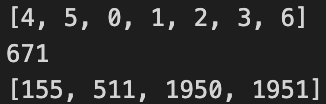 [4, 5, 0, 1, 2, 3, 6]
671
[155, 511, 1950, 1951]